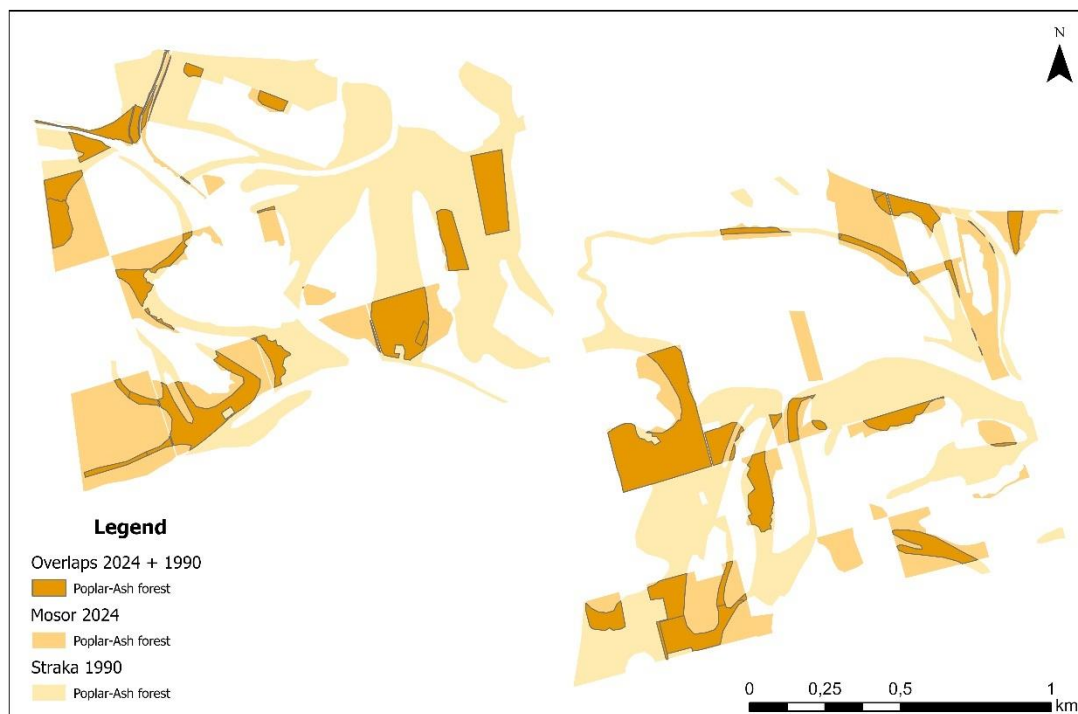 N
Legend
Overlaps 2024 + 1990
Poplar-Ash forest
Mosor 2024
Poplar-Ash forest
Straka 1990
Poplar-Ash forest
0 0,25 0,5 1
km